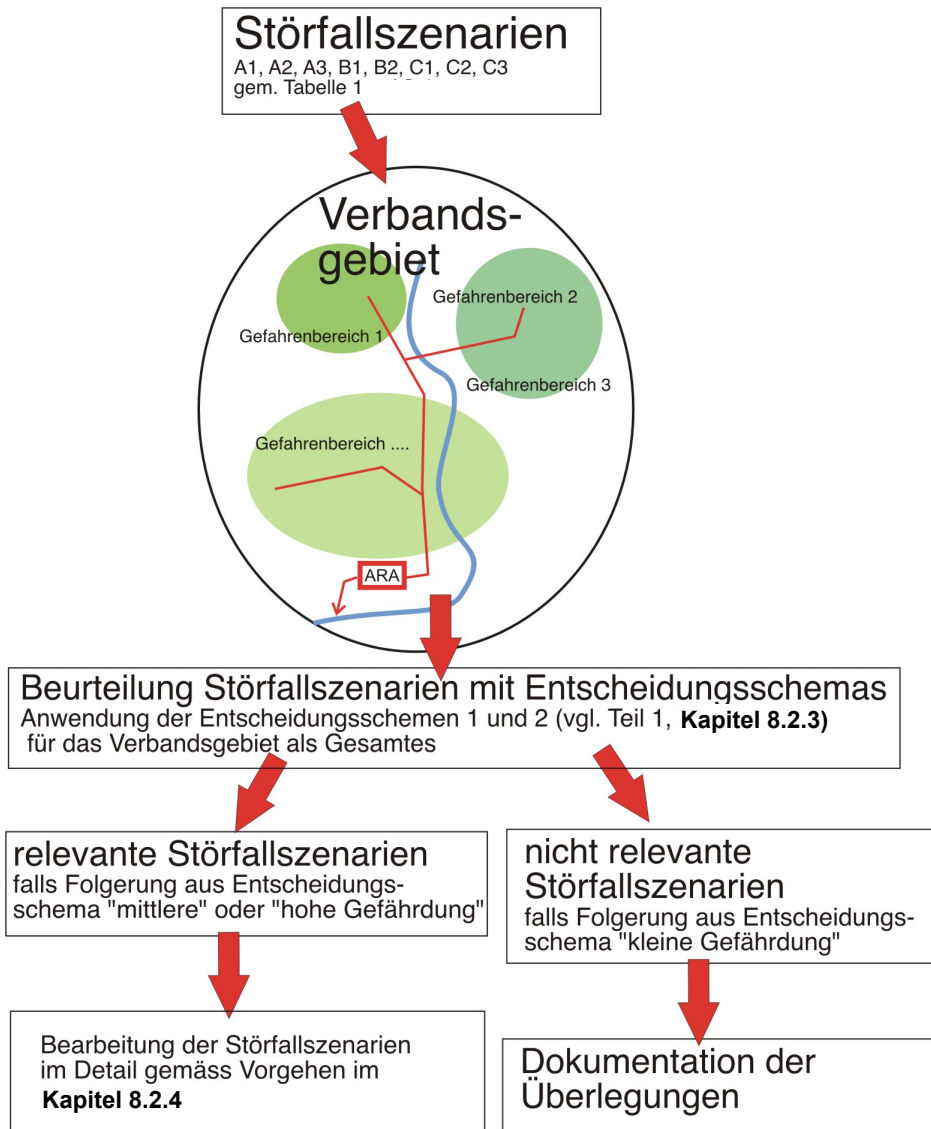 Störfallszenarien
A1, A2, A3, B1, B2, C1, C2, C3
gem. Tabelle 1
Verbands-
gebiet
Gefahrenbereich 2
Gefahrenbereich 1
Gefahrenbereich 3
Gefahrenbereich ....
ARA
Beurteilung Störfallszenarien mit Entscheidungsschemas
Anwendung der Entscheidungsschemen 1 und 2 (vgl. Teil 1, Kapitel 8.2.3)
für das Verbandsgebiet als Gesamtes
relevante Störfallszenarien
falls Folgerung aus Entscheidungs-
schema "mittlere" oder "hohe Gefährdung"
nicht relevante
Störfallszenarien
falls Folgerung aus Entscheidungs-
schema "kleine Gefährdung"
Bearbeitung der Störfallszenarien
im Detail gemäss Vorgehen im
Kapitel 8.2.4
Dokumentation der
Überlegungen